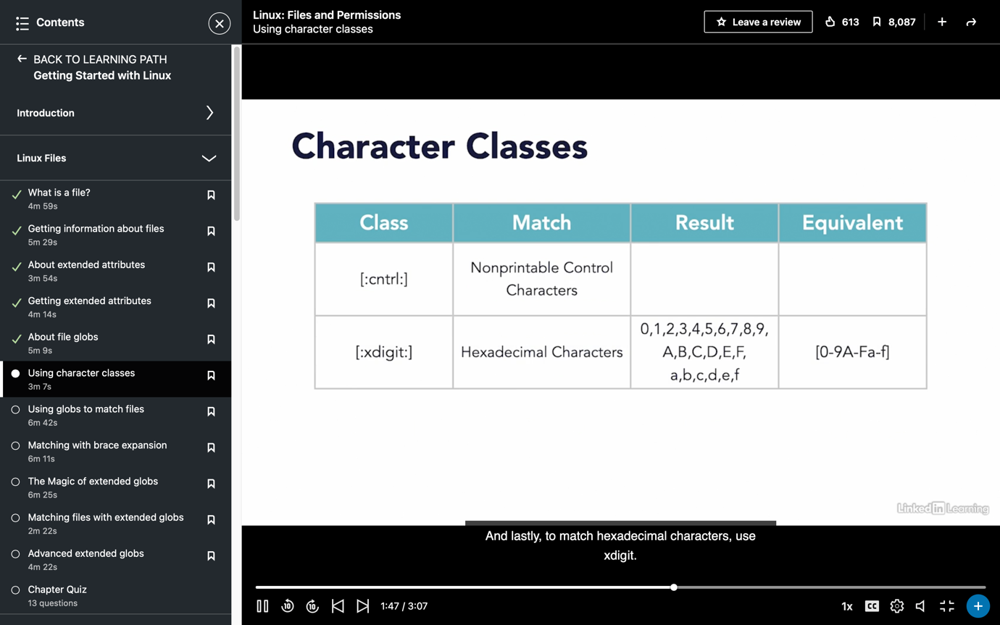 Contents
BACK TO LEARNING PATH
Getting Started with Linux
Introduction
Linux Files
What is a file?
4m 59s
Getting information about files
5m 29s
About extended attributes
3m 54s
Getting extended attributes
4m 14s
About file globs
5m 9s
Using character classes
3m 7s
Using globs to match files
6m 42s
Matching with brace expansion
6m 11s
The Magic of extended globs
6m 25s
Matching files with extended globs
2m 22s
Advanced extended globs
4m 22s
Chapter Quiz
13 questions
Linux: Files and Permissions
Using character classes
Leave a review
613
8,087
Character Classes
Class Match Result Equivalent
[:cntrl:] Nonprintable Control
Characters
[:xdigit:] Hexadecimal Characters 0,1,2,3,4,5,6,7,8,9, [0-9A-Fa-f]
A,B,C,D,E,F,
a,b,c,d,e,f
Linked in Learning
And lastly, to match hexadecimal characters, use
xdigit.
10 10 1:47 / 3:07 1x CC